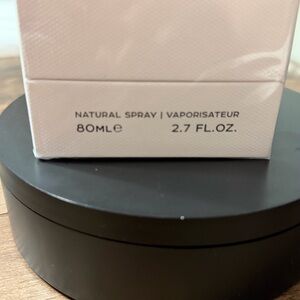 NATURAL SPRAY | VAPORISATEUR
80ML℮ 2.7 FL.OZ.